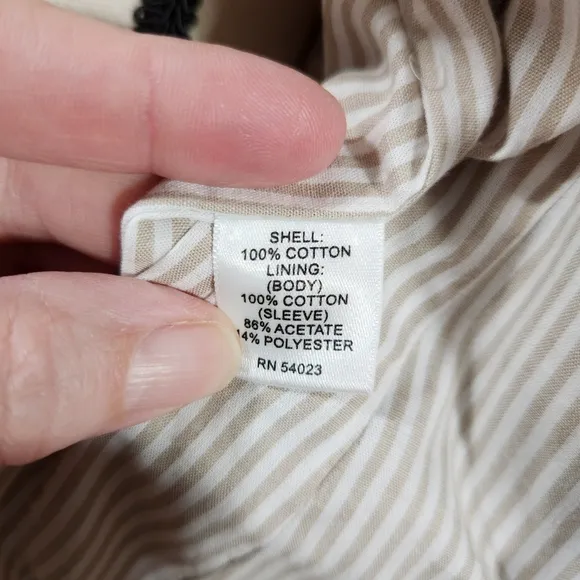 SHELL:
100% COTTON
LINING:
(BODY)
100% COTTON
(SLEEVE)
86% ACETATE
14% POLYESTER
RN 54023